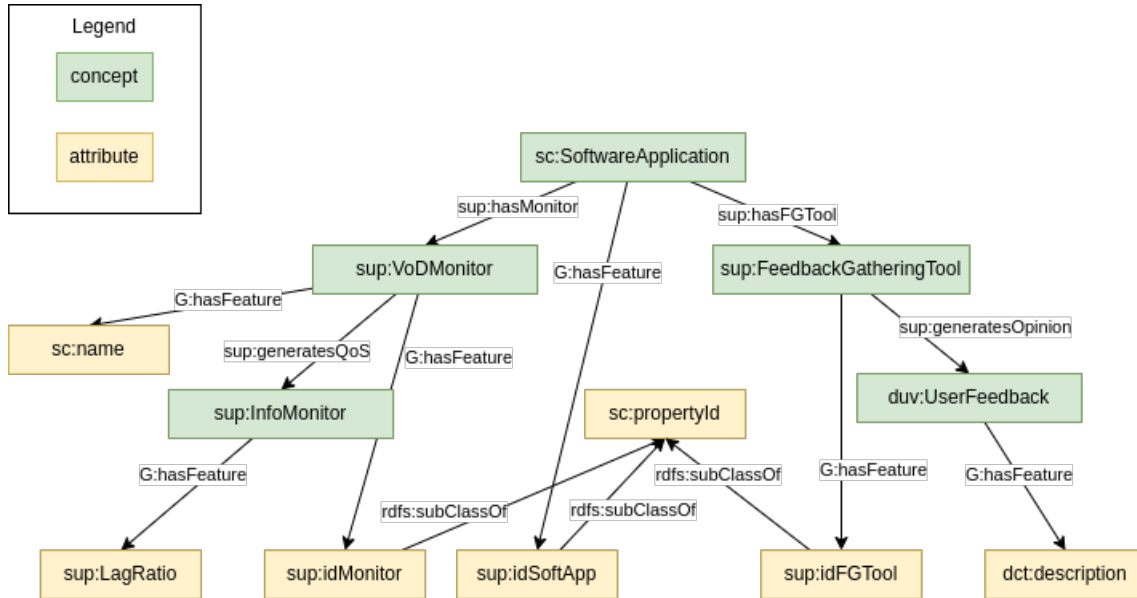 Legend
concept
attribute
sc:SoftwareApplication
sup:hasMonitor
sup:hasFGTool
sup:VoDMonitor
G:hasFeature
sup:FeedbackGatheringTool
G:hasFeature
sc:name
sup:generatesQoS
G:hasFeature
sup:generatesOpinion
sup:InfoMonitor
sc:propertyId
duv:UserFeedback
G:hasFeature
rdfs:subClassOf
rdfs:subClassOf
G:hasFeature
G:hasFeature
sup:LagRatio
sup:idMonitor
sup:idSoftApp
sup:idFGTool
dct:description